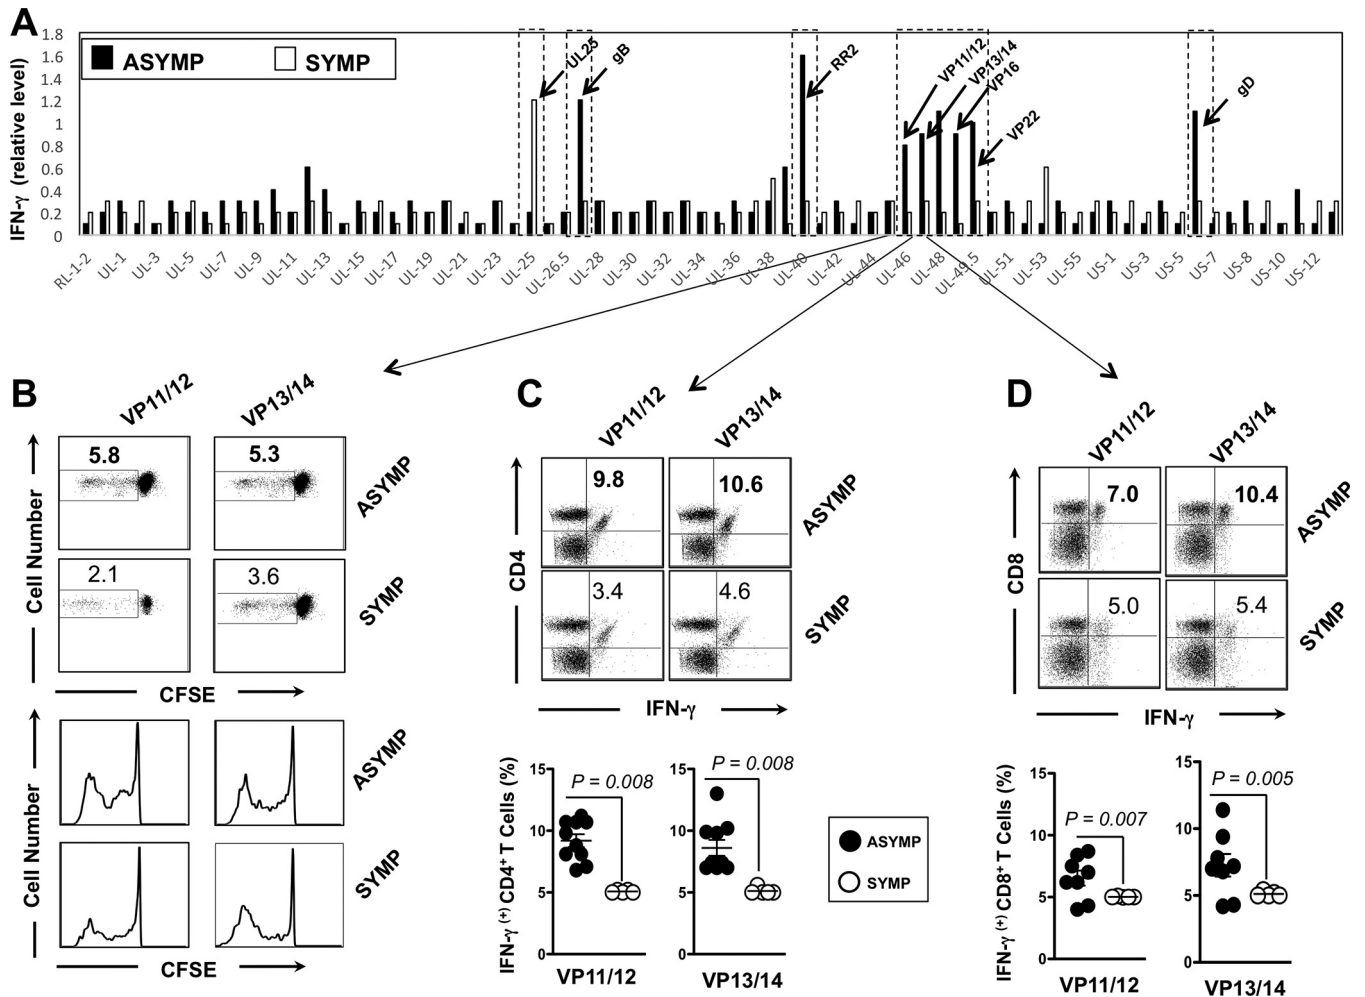 A
IFN-γ (relative level)
1.8
1.6
1.4
1.2
1
0.8
0.6
0.4
0.2
0
ASYMP
SYMP
UL25
gB
RR2
VP11/12
VP13/14
VP16
VP22
gD
RL-1-2
UL-1
UL-3
UL-5
UL-7
UL-9
UL-11
UL-13
UL-15
UL-17
UL-19
UL-21
UL-23
UL-25
UL-26.5
UL-28
UL-30
UL-32
UL-34
UL-36
UL-38
UL-40
UL-42
UL-44
UL-46
UL-48
UL-49.5
UL-51
UL-53
UL-55
US-1
US-3
US-5
US-7
US-8
US-10
US-12
B
VP11/12
VP13/14
Cell Number
5.8
5.3
ASYMP
2.1
3.6
SYMP
CFSE
Cell Number
ASYMP
SYMP
CFSE
C
VP11/12
VP13/14
CD4
9.8
10.6
ASYMP
3.4
4.6
SYMP
IFN-γ
IFN-γ (+) CD4+ T Cells (%)
15
10
5
0
P = 0.008
VP11/12
15
10
5
0
P = 0.008
VP13/14
ASYMP
SYMP
D
VP11/12
VP13/14
CD8
7.0
10.4
ASYMP
5.0
5.4
SYMP
IFN-γ
IFN-γ (+) CD8+ T Cells (%)
15
10
5
0
P = 0.007
VP11/12
15
10
5
0
P = 0.005
VP13/14